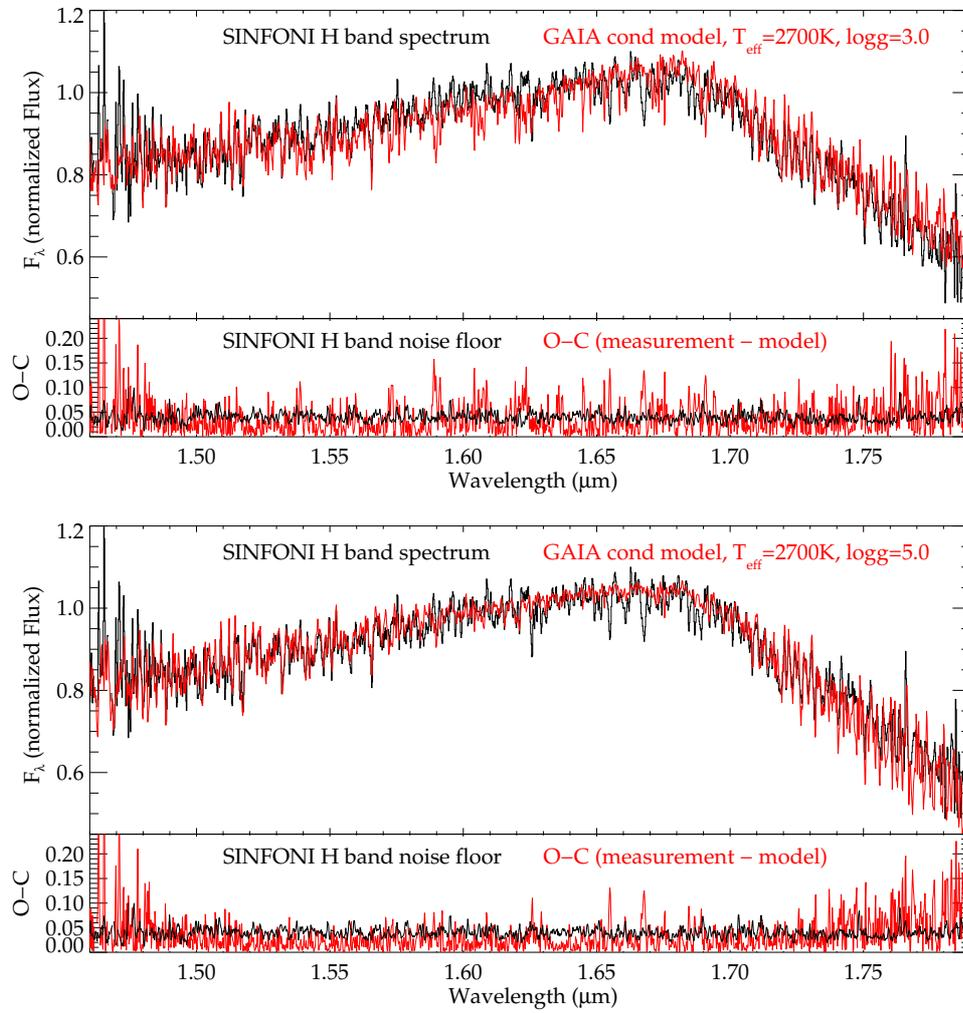 1.2
SINFONI H band spectrum GAIA cond model, Teff=2700K, logg=3.0
1.0
0.8
0.6
Fλ (normalized Flux)
SINFONI H band noise floor O−C (measurement − model)
0.20
0.15
0.10
0.05
0.00
O−C
1.50 1.55 1.60 1.65 1.70 1.75
Wavelength (μm)
1.2
SINFONI H band spectrum GAIA cond model, Teff=2700K, logg=5.0
1.0
0.8
0.6
Fλ (normalized Flux)
SINFONI H band noise floor O−C (measurement − model)
0.20
0.15
0.10
0.05
0.00
O−C
1.50 1.55 1.60 1.65 1.70 1.75
Wavelength (μm)